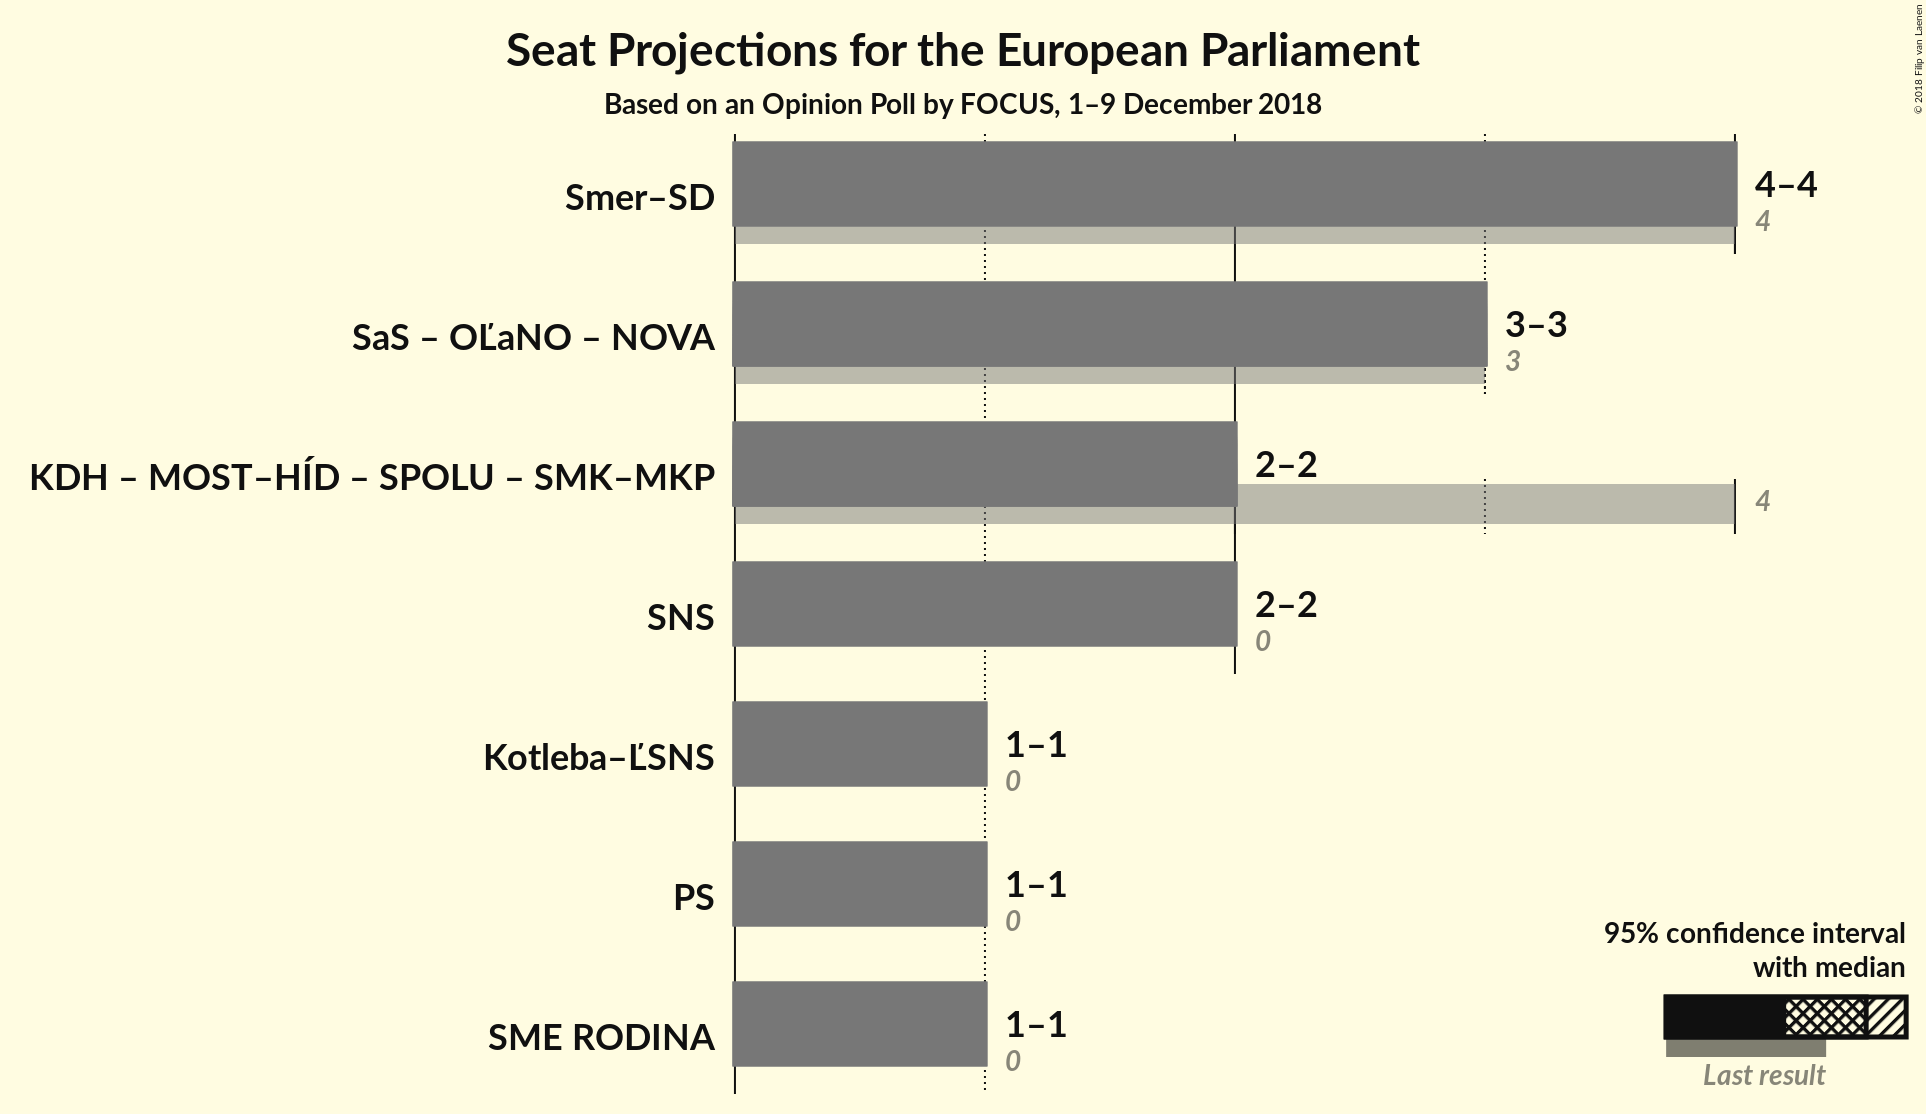 Seat Projections for the European Parliament
Based on an Opinion Poll by FOCUS, 1–9 December 2018
© 2018 Filip van Laenen
Smer–SD
4–4
4
SaS – OĽaNO – NOVA
3–3
3
KDH – MOST–HÍD – SPOLU – SMK–MKP
2–2
4
SNS
2–2
0
Kotleba–ĽSNS
1–1
0
PS
1–1
0
SME RODINA
1–1
0
95% confidence interval
with median
Last result